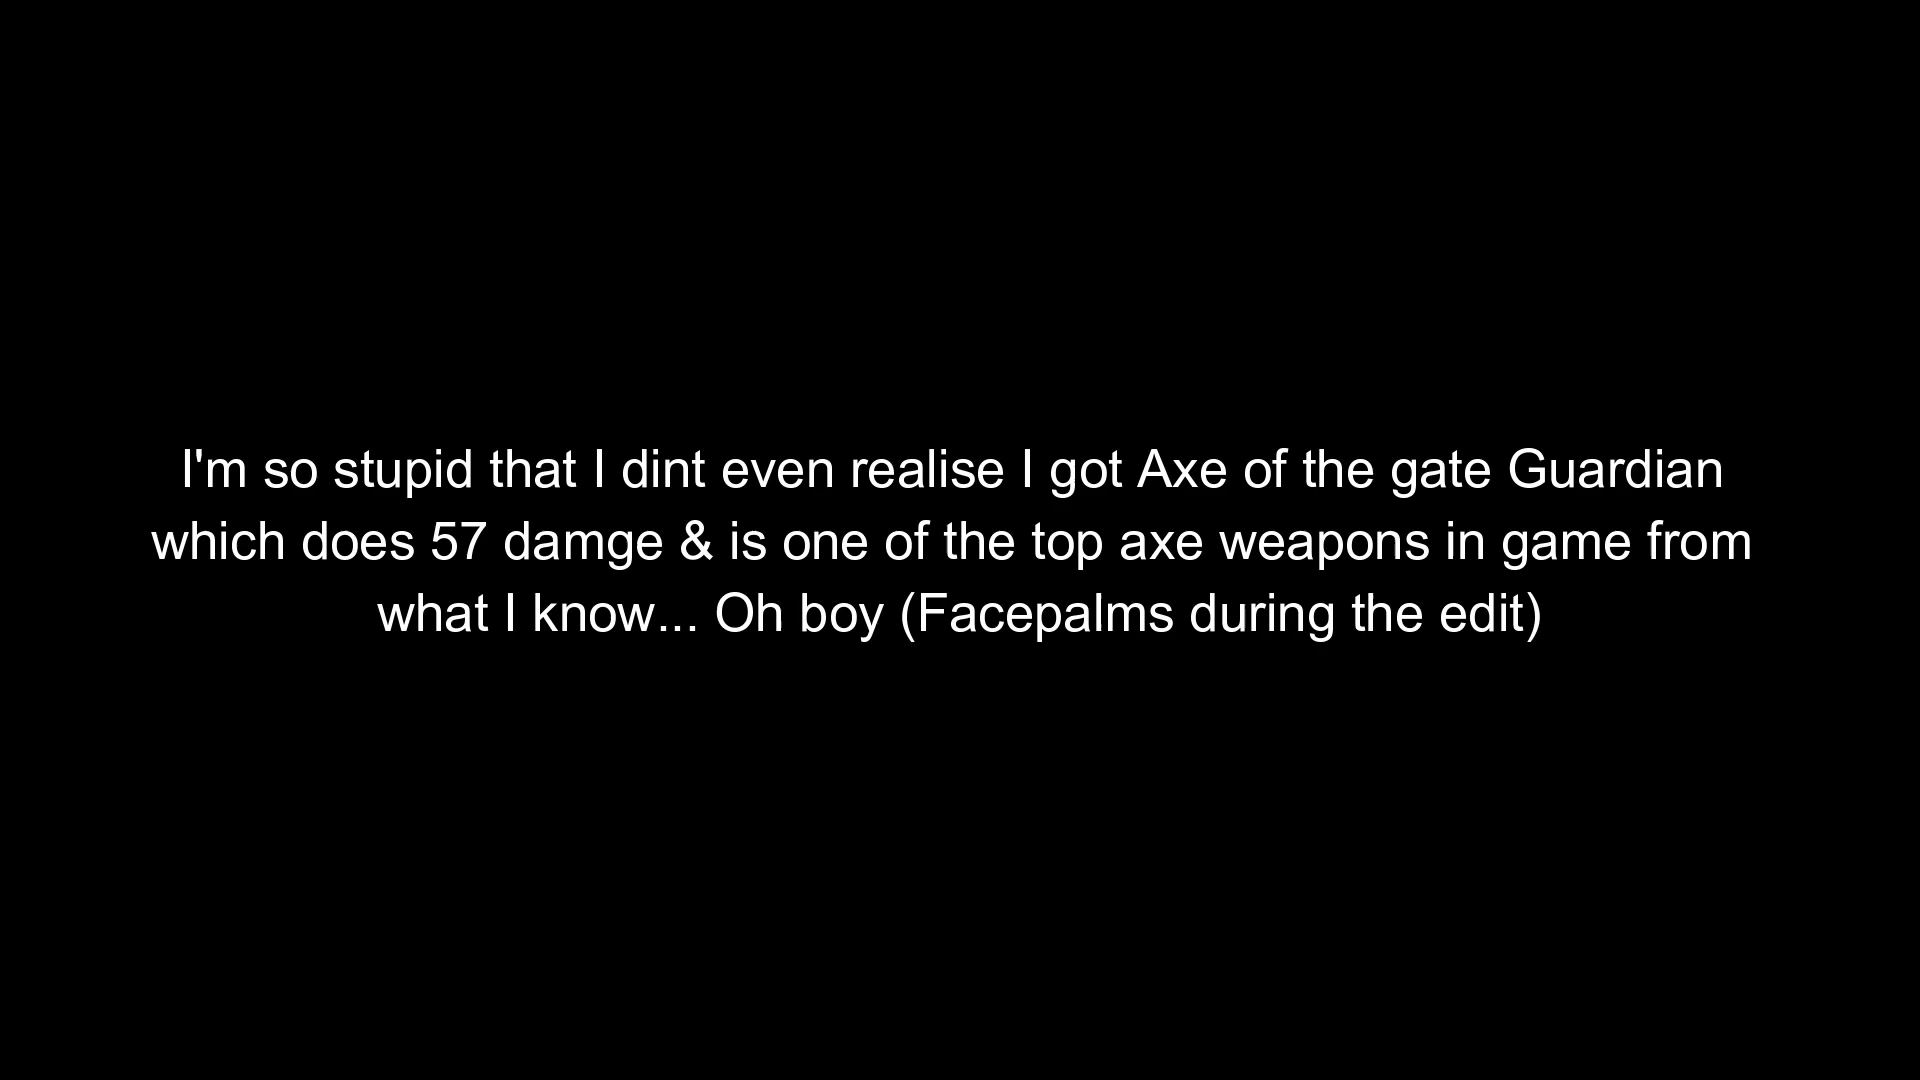 I'm so stupid that I dint even realise I got Axe of the gate Guardian
which does 57 damge & is one of the top axe weapons in game from
what I know... Oh boy (Facepalms during the edit)